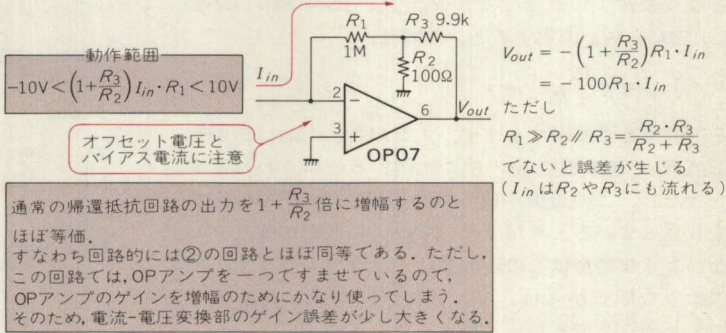 動作範囲
−10V<(1+R3/R2)Iin・R1<10V
Iin
R1
1M
R3 9.9k
R2
100Ω
2
−
3
+
6
Vout
OP07
オフセット電圧と
バイアス電流に注意
Vout=−(1+R3/R2)R1・Iin
=−100R1・Iin
ただし
R1≫R2∥R3=R2・R3/R2+R3
でないと誤差が生じる
(IinはR2やR3にも流れる)
通常の帰還抵抗回路の出力を1+R3/R2倍に増幅するのと
ほぼ等価.
すなわち回路的には②の回路とほぼ同等である.ただし,
この回路では,OPアンプを一つですませているので,
OPアンプのゲインを増幅のためにかなり使ってしまう.
そのため,電流-電圧変換部のゲイン誤差が少し大きくなる.